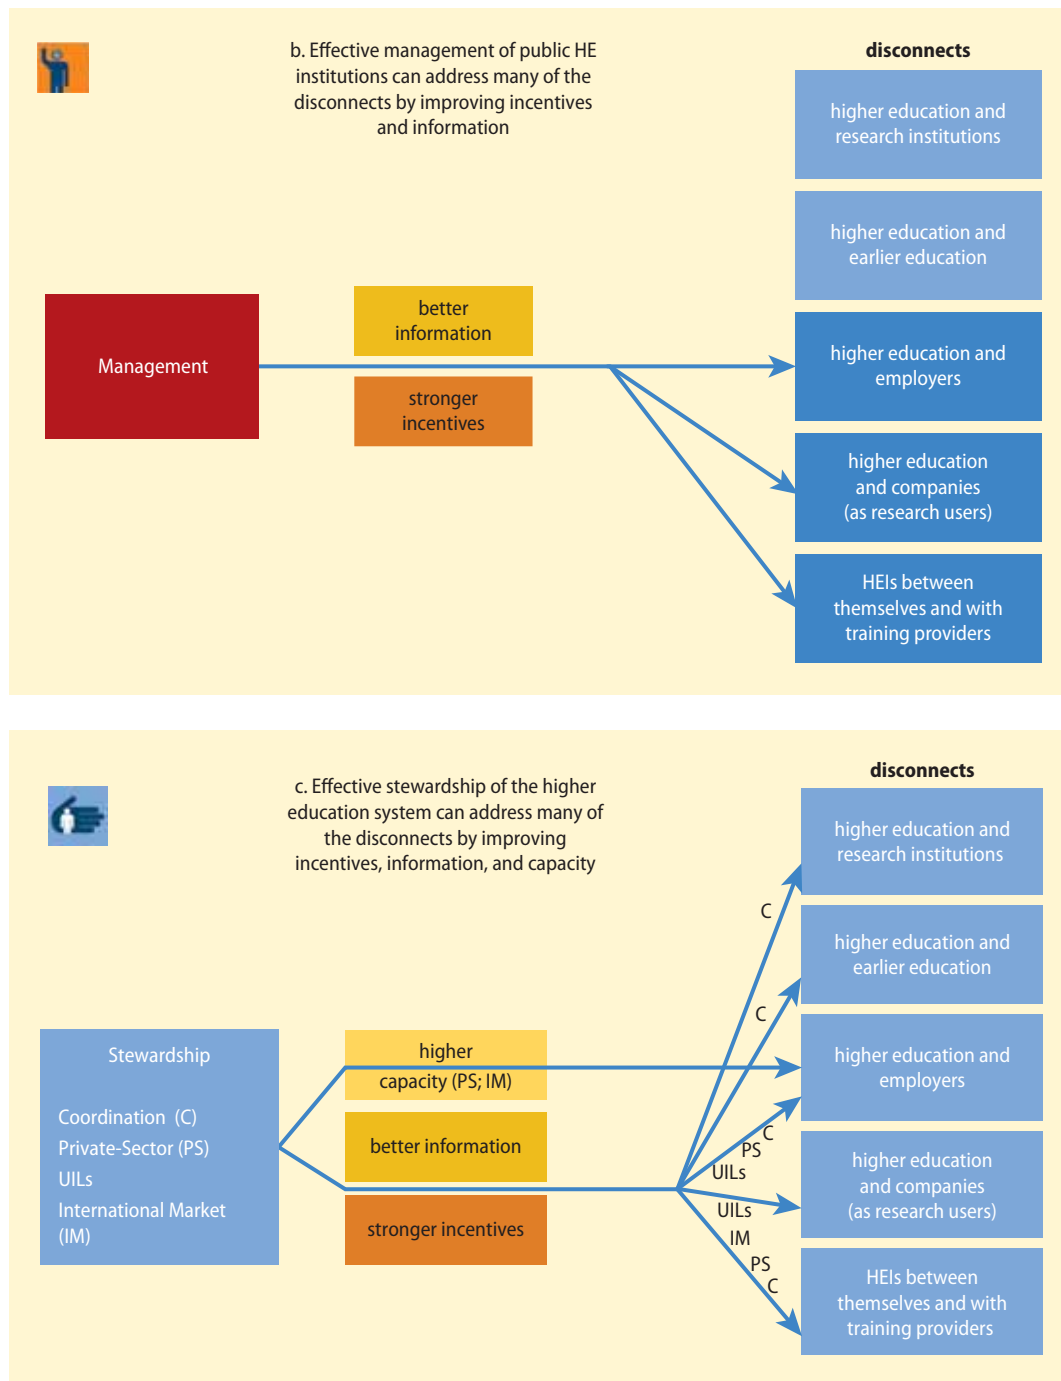 b. Effective management of public HE
institutions can address many of the
disconnects by improving incentives
and information
disconnects
higher education and
research institutions
higher education and
earlier education
Management
better
information
stronger
incentives
higher education and
employers
higher education
and companies
(as research users)
HEIs between
themselves and with
training providers
c. Effective stewardship of the higher
education system can address many of
the disconnects by improving
incentives, information, and capacity
disconnects
higher education and
research institutions
C
higher education and
earlier education
C
Stewardship
Coordination (C)
Private-Sector (PS)
UILs
International Market
(IM)
higher
capacity (PS; IM)
better information
stronger incentives
higher education and
employers
C
PS
UILs
higher education
and companies
(as research users)
UILs
IM
PS
C
HEIs between
themselves and with
training providers